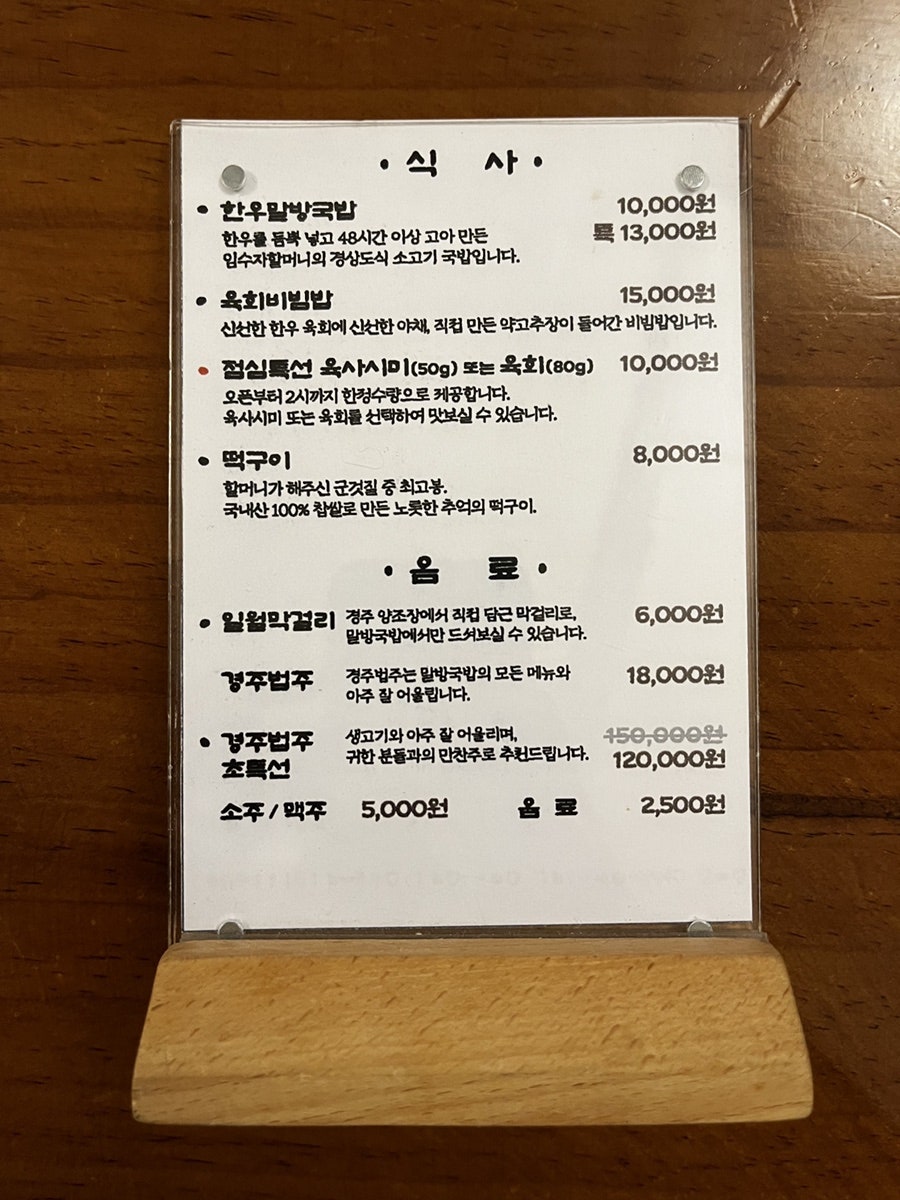 • 식 사 •
• 한우말방국밥 10,000원
특 13,000원
한우를 듬뿍 넣고 48시간 이상 고아 만든
임수자할머니의 경상도식 소고기 국밥입니다.
• 육회비빔밥 15,000원
신선한 한우 육회에 신선한 야채, 직접 만든 약고추장이 들어간 비빔밥입니다.
• 점심특선 육사시미(50g) 또는 육회(80g) 10,000원
오픈부터 2시까지 한정수량으로 제공합니다.
육사시미 또는 육회를 선택하여 맛보실 수 있습니다.
• 떡구이 8,000원
할머니가 해주신 군것질 중 최고봉.
국내산 100% 찹쌀로 만든 노릇한 추억의 떡구이.
• 음 료 •
• 일월막걸리 경주 양조장에서 직접 담근 막걸리로, 6,000원
말방국밥에서만 드셔보실 수 있습니다.
경주법주 경주법주는 말방국밥의 모든 메뉴와 18,000원
아주 잘 어울립니다.
• 경주법주 생고기와 아주 잘 어울리며, 150,000원
초특선 귀한 분들과의 만찬주로 추천드립니다. 120,000원
소주 / 맥주 5,000원 음 료 2,500원